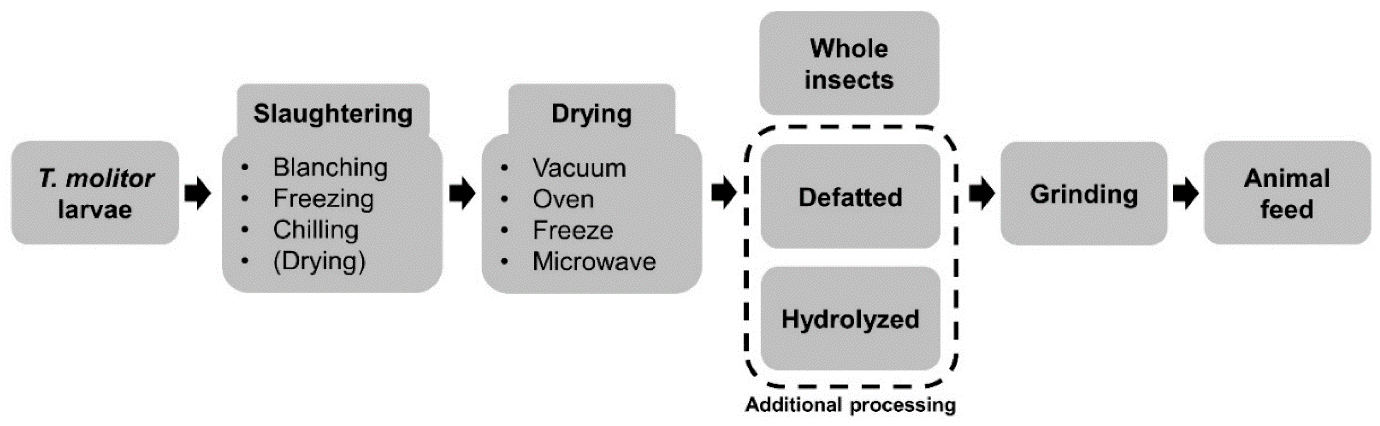 T. molitor
larvae
Slaughtering
• Blanching
• Freezing
• Chilling
• (Drying)
Drying
• Vacuum
• Oven
• Freeze
• Microwave
Whole
insects
Defatted
Hydrolyzed
Additional processing
Grinding
Animal
feed